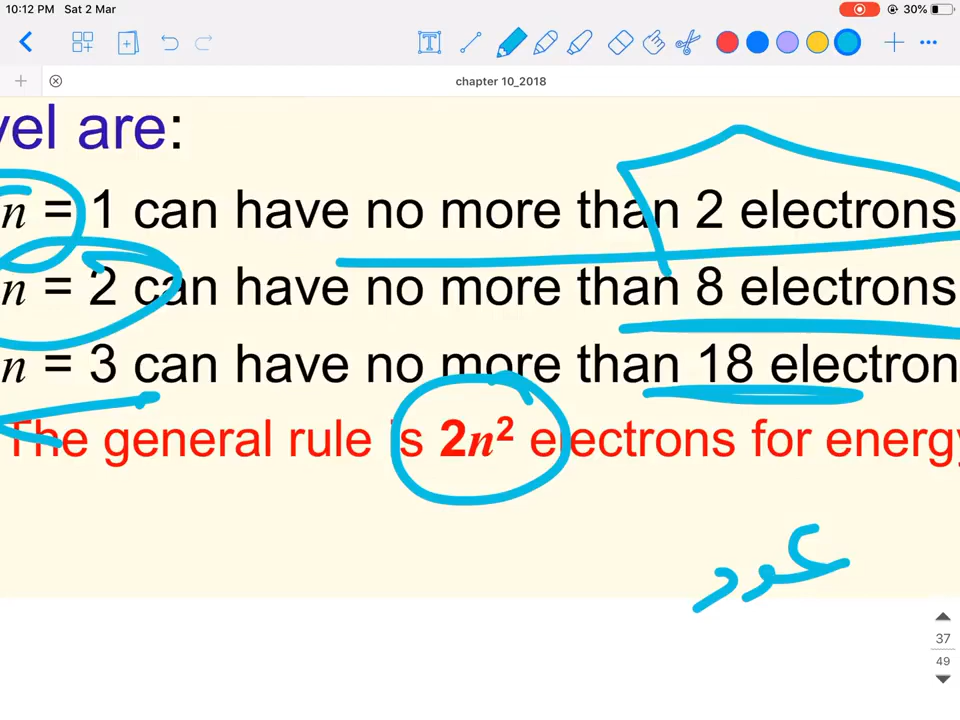 10:12 PM Sat 2 Mar 30%
chapter 10_2018
vel are:
n = 1 can have no more than 2 electrons
n = 2 can have no more than 8 electrons
n = 3 can have no more than 18 electron
The general rule is 2n² electrons for energy
عدد
37
49